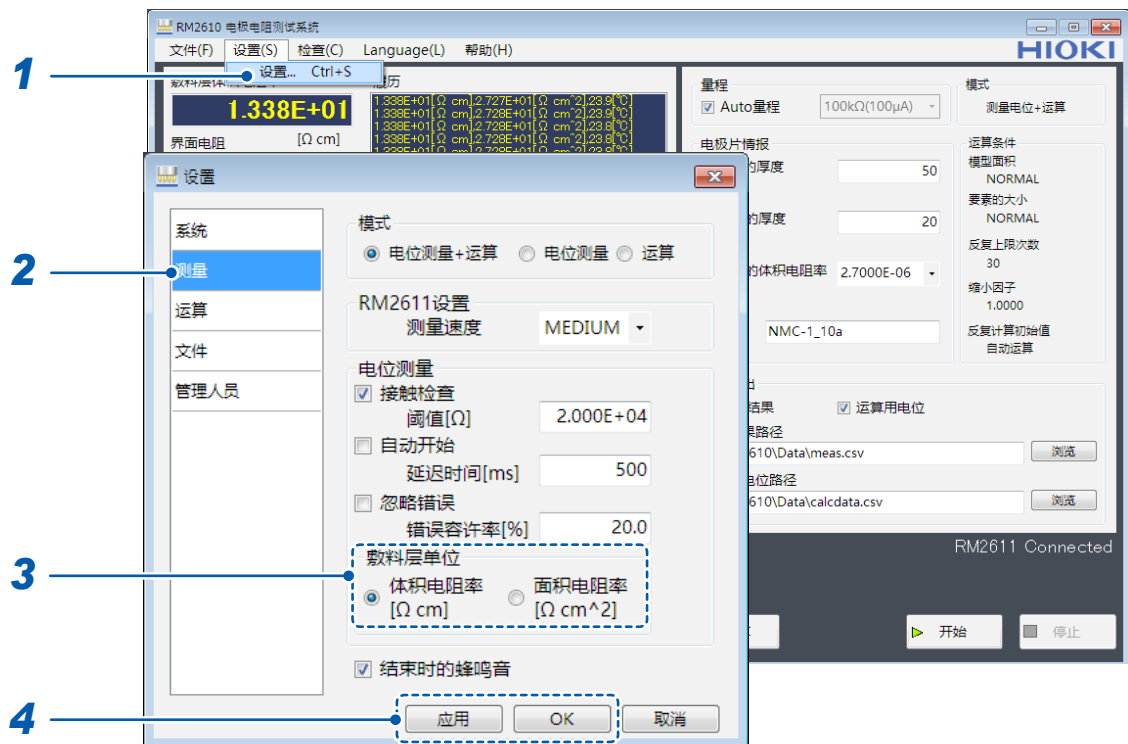 RM2610 电极电阻测试系统
文件(F) 设置(S) 检查(C) Language(L) 帮助(H)
HIOKI
1
设置... Ctrl+S
1.338E+01
界面电阻 [Ω cm]
1.338E+01[Ω cm],2.727E+01[Ω cm^2],23.9[℃]
1.338E+01[Ω cm],2.728E+01[Ω cm^2],23.9[℃]
1.338E+01[Ω cm],2.728E+01[Ω cm^2],23.8[℃]
1.338E+01[Ω cm],2.728E+01[Ω cm^2],23.8[℃]
量程
Auto量程 100kΩ(100μA)
模式
测量电位+运算
电极片情报
的厚度 50
的厚度 20
的体积电阻率 2.7000E-06
NMC-1_10a
运算条件
模型面积
NORMAL
要素的大小
NORMAL
反复上限次数
30
缩小因子
1.0000
反复计算初始值
自动运算
结果 运算用电位
果路径
610\Data\meas.csv 浏览
电位路径
610\Data\calcdata.csv 浏览
RM2611 Connected
开始 停止
设置
2
系统
测量
运算
文件
管理人员
模式
电位测量+运算 电位测量 运算
RM2611设置
测量速度 MEDIUM
电位测量
接触检查
阈值[Ω] 2.000E+04
自动开始
延迟时间[ms] 500
忽略错误
错误容许率[%] 20.0
3
敷料层单位
体积电阻率 面积电阻率
[Ω cm] [Ω cm^2]
结束时的蜂鸣音
4
应用 OK 取消